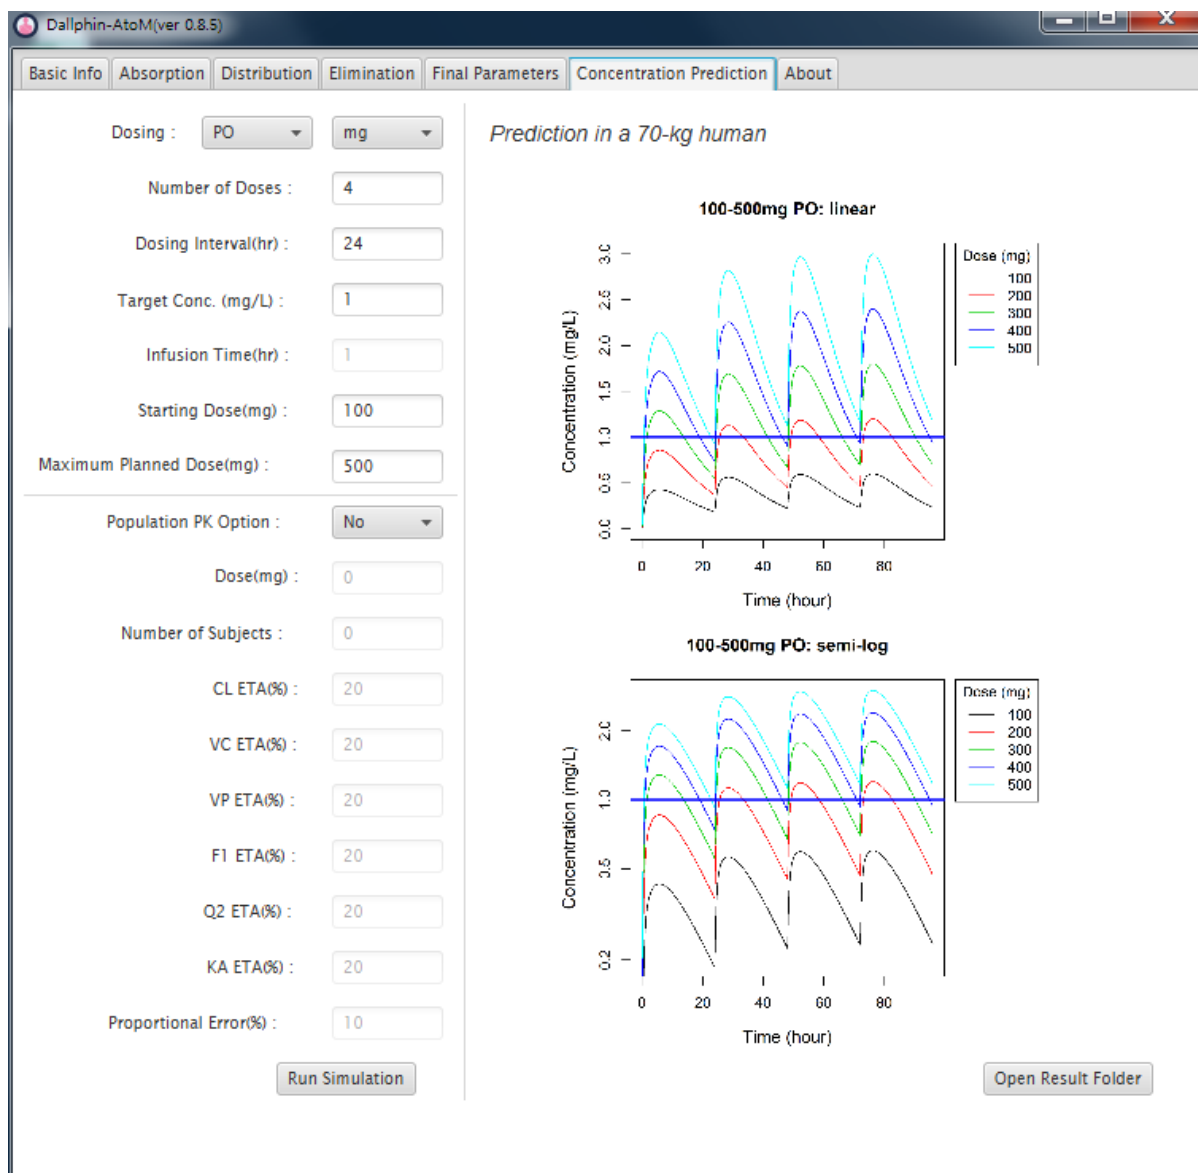 Dallphin-AtoM(ver 0.8.5)
Basic Info Absorption Distribution Elimination Final Parameters Concentration Prediction About
Dosing : PO mg
Number of Doses : 4
Dosing Interval(hr) : 24
Target Conc. (mg/L) : 1
Infusion Time(hr) : 1
Starting Dose(mg) : 100
Maximum Planned Dose(mg) : 500
Population PK Option : No
Dose(mg) : 0
Number of Subjects : 0
CL ETA(%) : 20
VC ETA(%) : 20
VP ETA(%) : 20
F1 ETA(%) : 20
Q2 ETA(%) : 20
KA ETA(%) : 20
Proportional Error(%) : 10
Run Simulation
Prediction in a 70-kg human
100-500mg PO: linear
Concentration (mg/L)
3.0
2.5
2.0
1.5
1.0
0.5
0.0
0 20 40 60 80
Time (hour)
Dose (mg)
100
200
300
400
500
100-500mg PO: semi-log
Concentration (mg/L)
2.0
1.0
0.5
0.2
0 20 40 60 80
Time (hour)
Dose (mg)
100
200
300
400
500
Open Result Folder